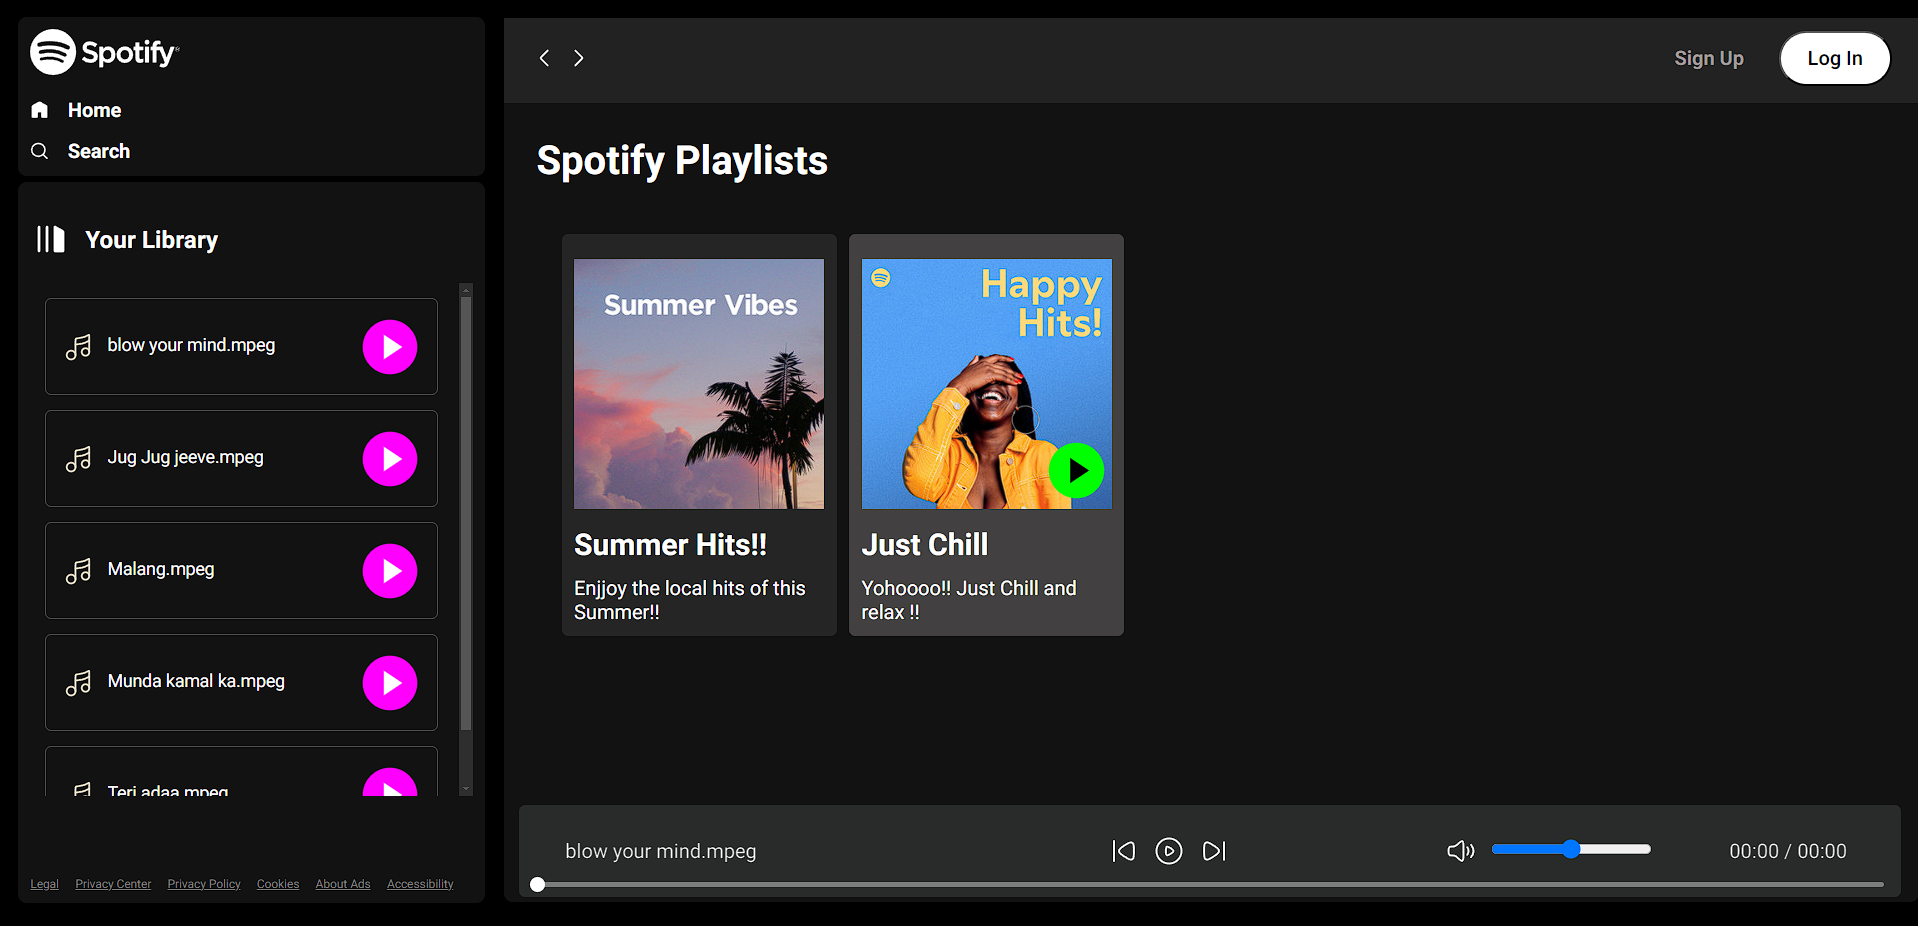 Spotify
Home
Search
Your Library
blow your mind.mpeg
Jug Jug jeeve.mpeg
Malang.mpeg
Munda kamal ka.mpeg
Teri adaa.mpeg
Legal Privacy Center Privacy Policy Cookies About Ads Accessibility
Sign Up
Log In
Spotify Playlists
Summer Vibes
Summer Hits!!
Enjjoy the local hits of this
Summer!!
Happy
Hits!
Just Chill
Yohoooo!! Just Chill and
relax !!
blow your mind.mpeg
00:00 / 00:00